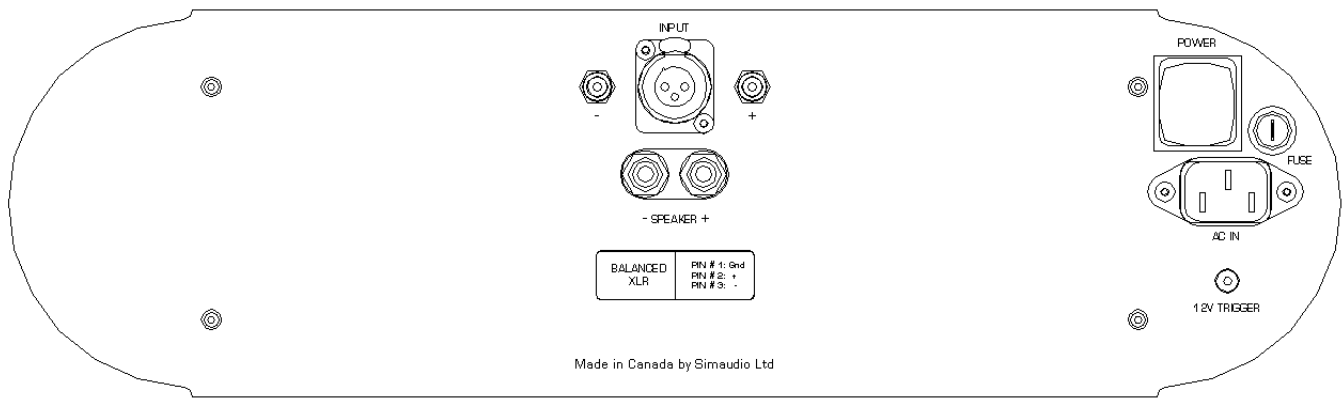 INPUT
POWER
- +
FUSE
- SPEAKER +
AC IN
BALANCED
XLR
PIN # 1: Gnd
PIN # 2: +
PIN # 3: -
12V TRIGGER
Made in Canada by Simaudio Ltd